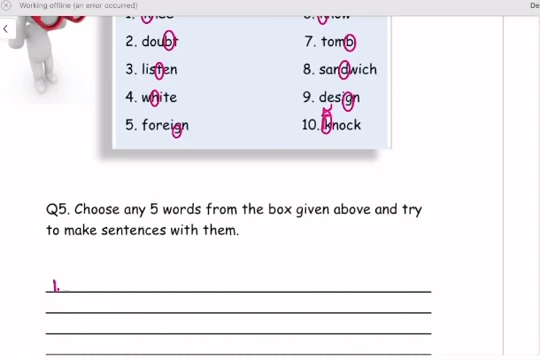 Working offline (an error occurred)
De
2. doubt
7. tomb
3. listen
8. sandwich
4. white
9. design
5. foreign
10. knock
Q5. Choose any 5 words from the box given above and try
to make sentences with them.
1.